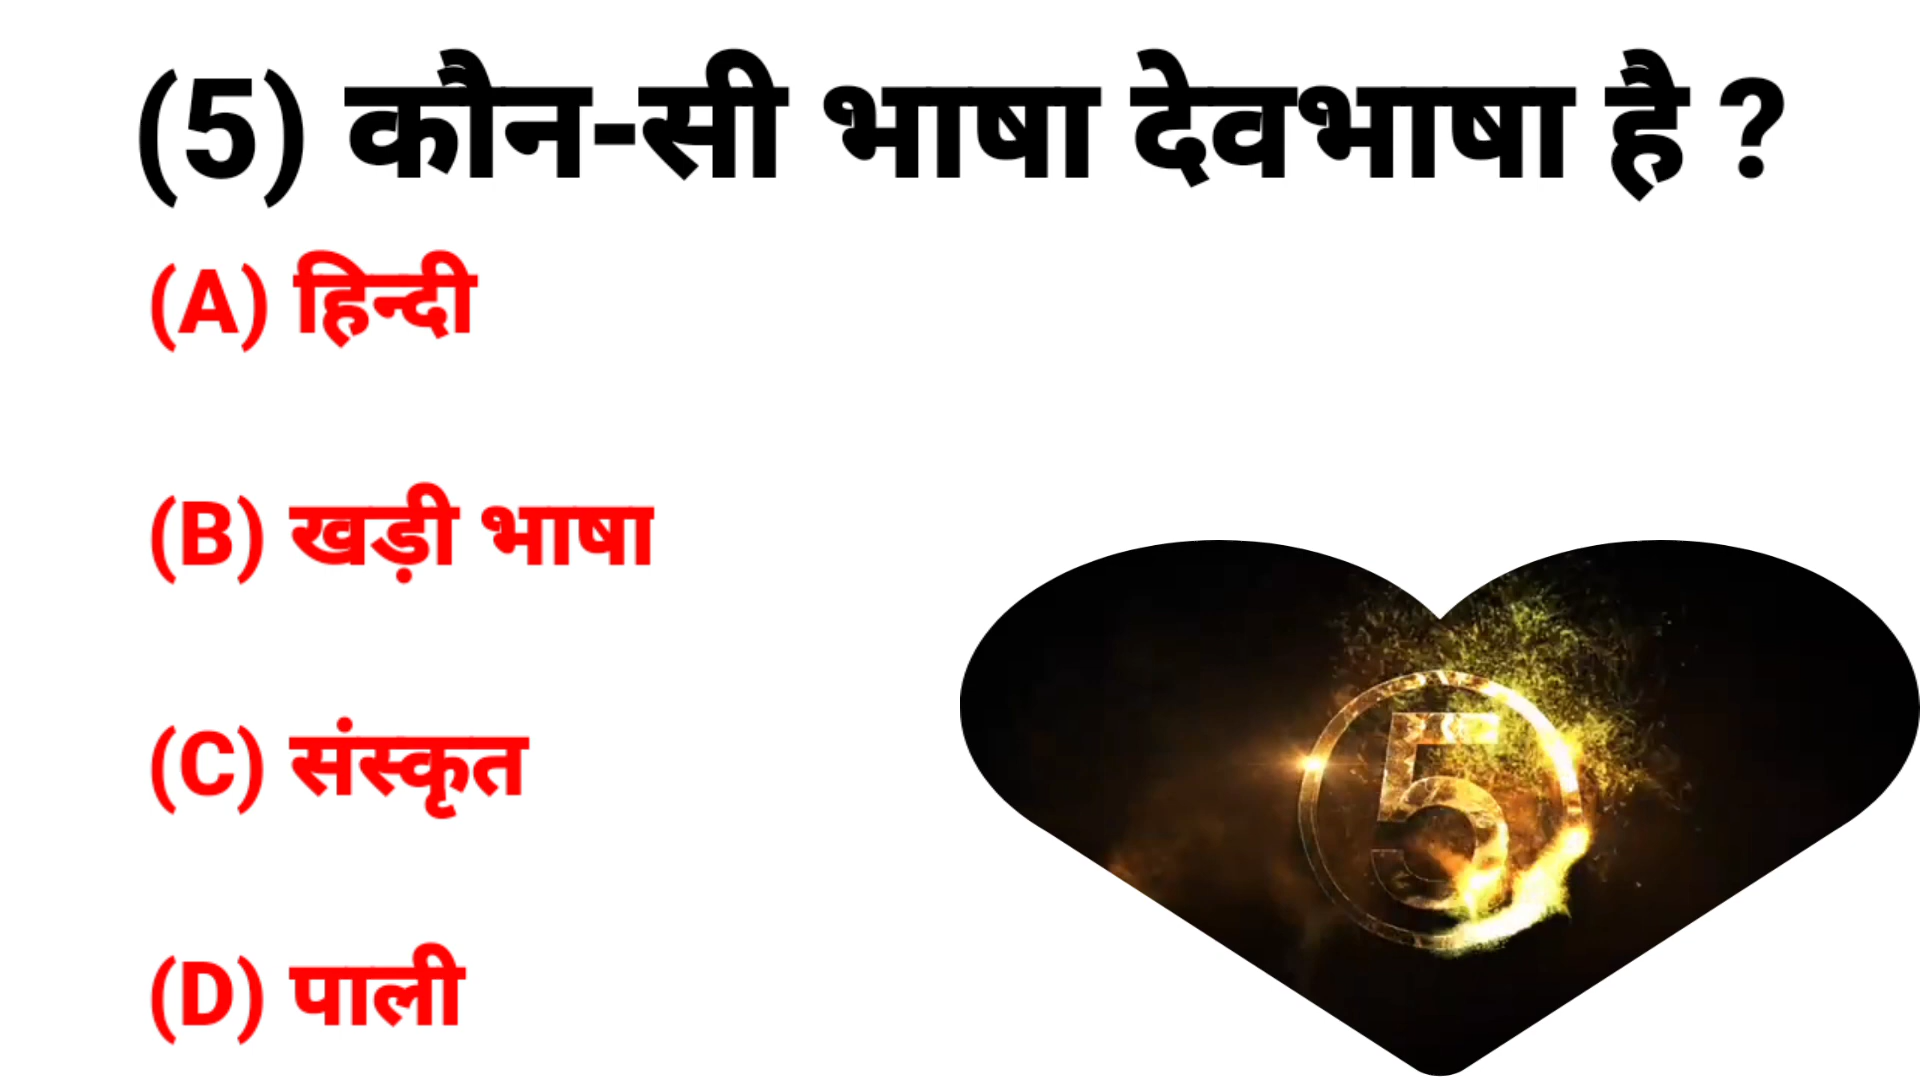 (5) कौन-सी भाषा देवभाषा है ?
(A) हिन्दी
(B) खड़ी भाषा
(C) संस्कृत
(D) पाली
5